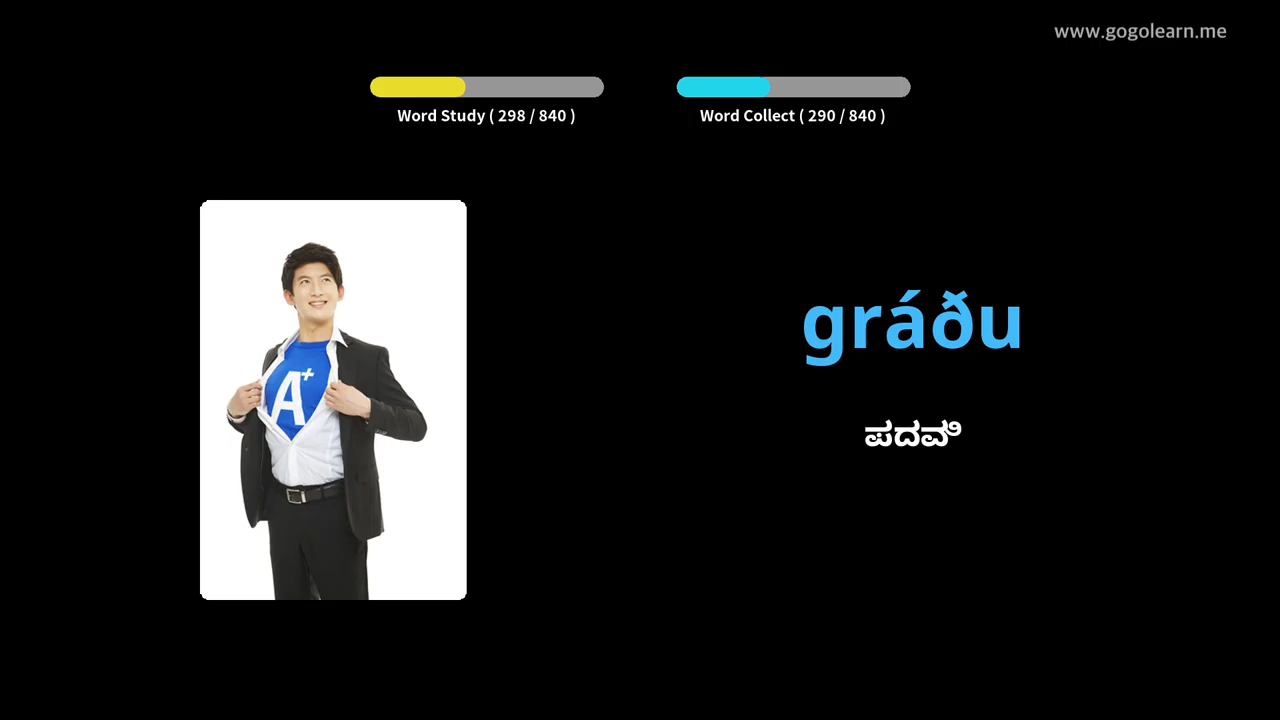 www.gogolearn.me
Word Study ( 298 / 840 )
Word Collect ( 290 / 840 )
A+
gráðu
ಪದವಿ